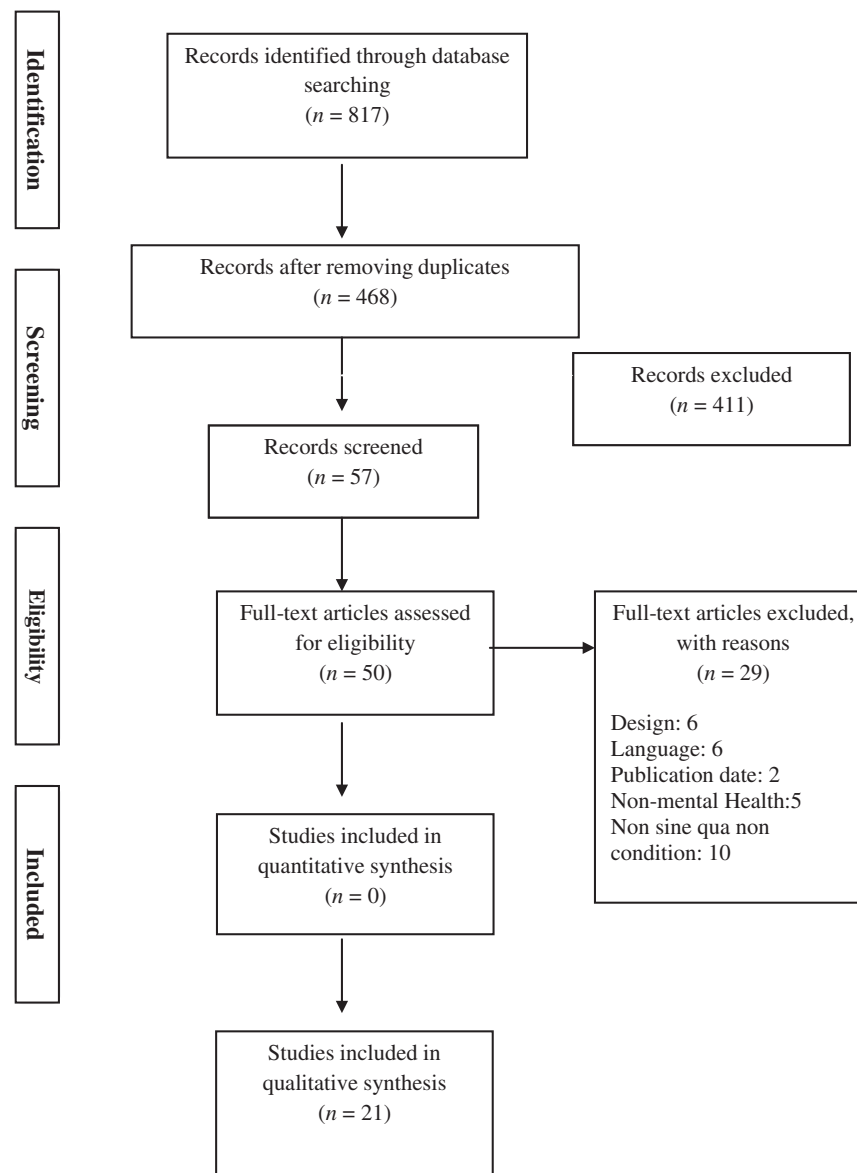 Identification
Records identified through database
searching
(n = 817)
Records after removing duplicates
(n = 468)
Screening
Records excluded
(n = 411)
Records screened
(n = 57)
Eligibility
Full-text articles assessed
for eligibility
(n = 50)
Full-text articles excluded,
with reasons
(n = 29)
Design: 6
Language: 6
Publication date: 2
Non-mental Health:5
Non sine qua non
condition: 10
Included
Studies included in
quantitative synthesis
(n = 0)
Studies included in
qualitative synthesis
(n = 21)